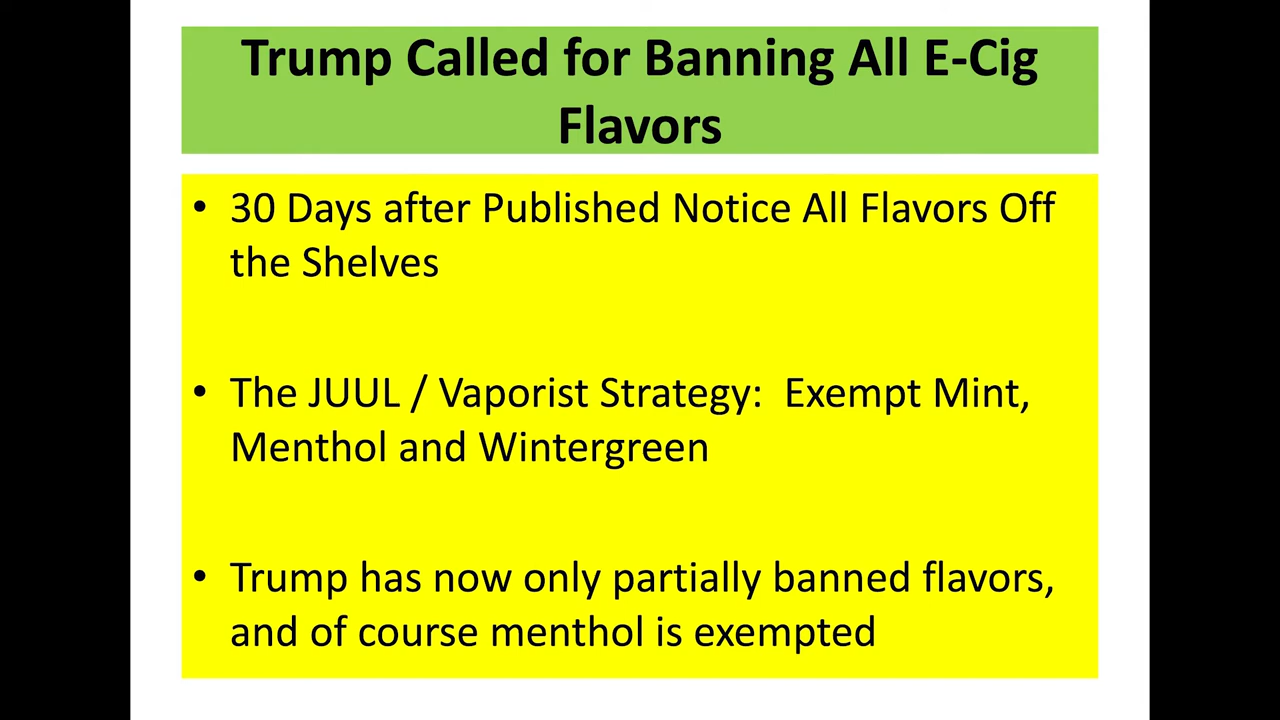 Trump Called for Banning All E-Cig
Flavors
• 30 Days after Published Notice All Flavors Off
the Shelves
• The JUUL / Vaporist Strategy:  Exempt Mint,
Menthol and Wintergreen
• Trump has now only partially banned flavors,
and of course menthol is exempted